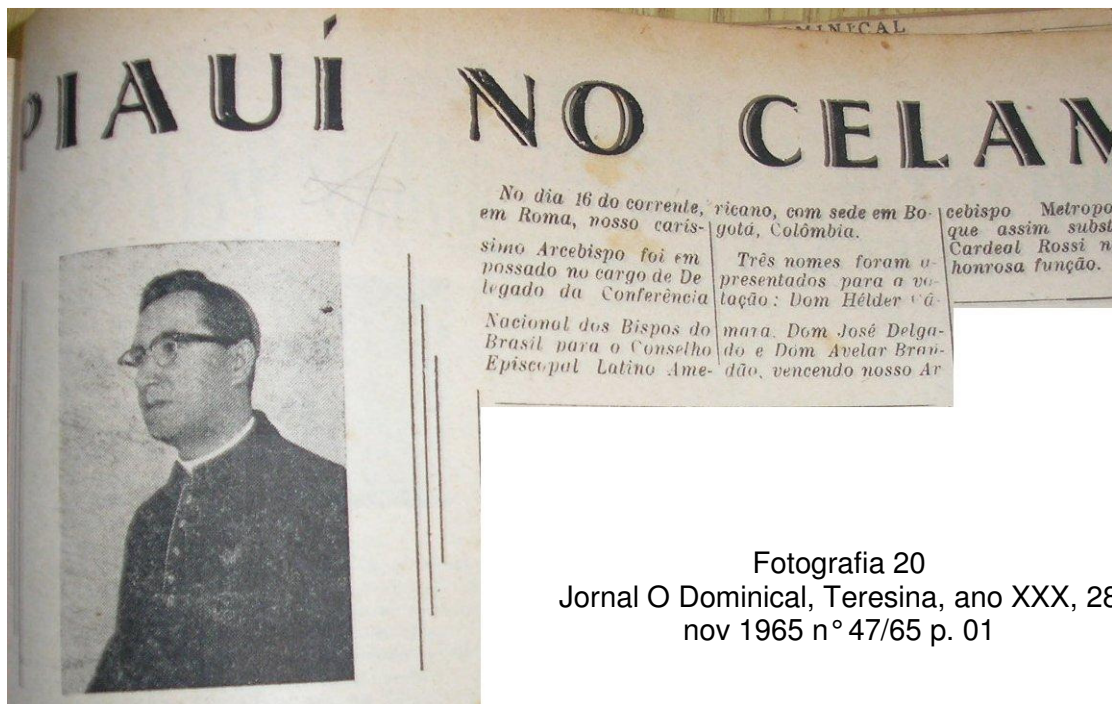 DOMINICAL
PIAUÍ NO CELAM
No dia 16 do corrente,
em Roma, nosso carís-
simo Arcebispo foi em
possado no cargo de De
legado da Conferência
Nacional dos Bispos do
Brasil para o Conselho
Episcopal Latino Ame-
ricano, com sede em Bo-
gotá, Colômbia.
Três nomes foram a-
presentados para a vo-
tação: Dom Hélder Câ-
mara. Dom José Delga-
do e Dom Avelar Bran-
dão, vencendo nosso Ar
cebispo Metropo
que assim subst
Cardeal Rossi n
honrosa função.
Fotografia 20
Jornal O Dominical, Teresina, ano XXX, 28
nov 1965 n° 47/65 p. 01